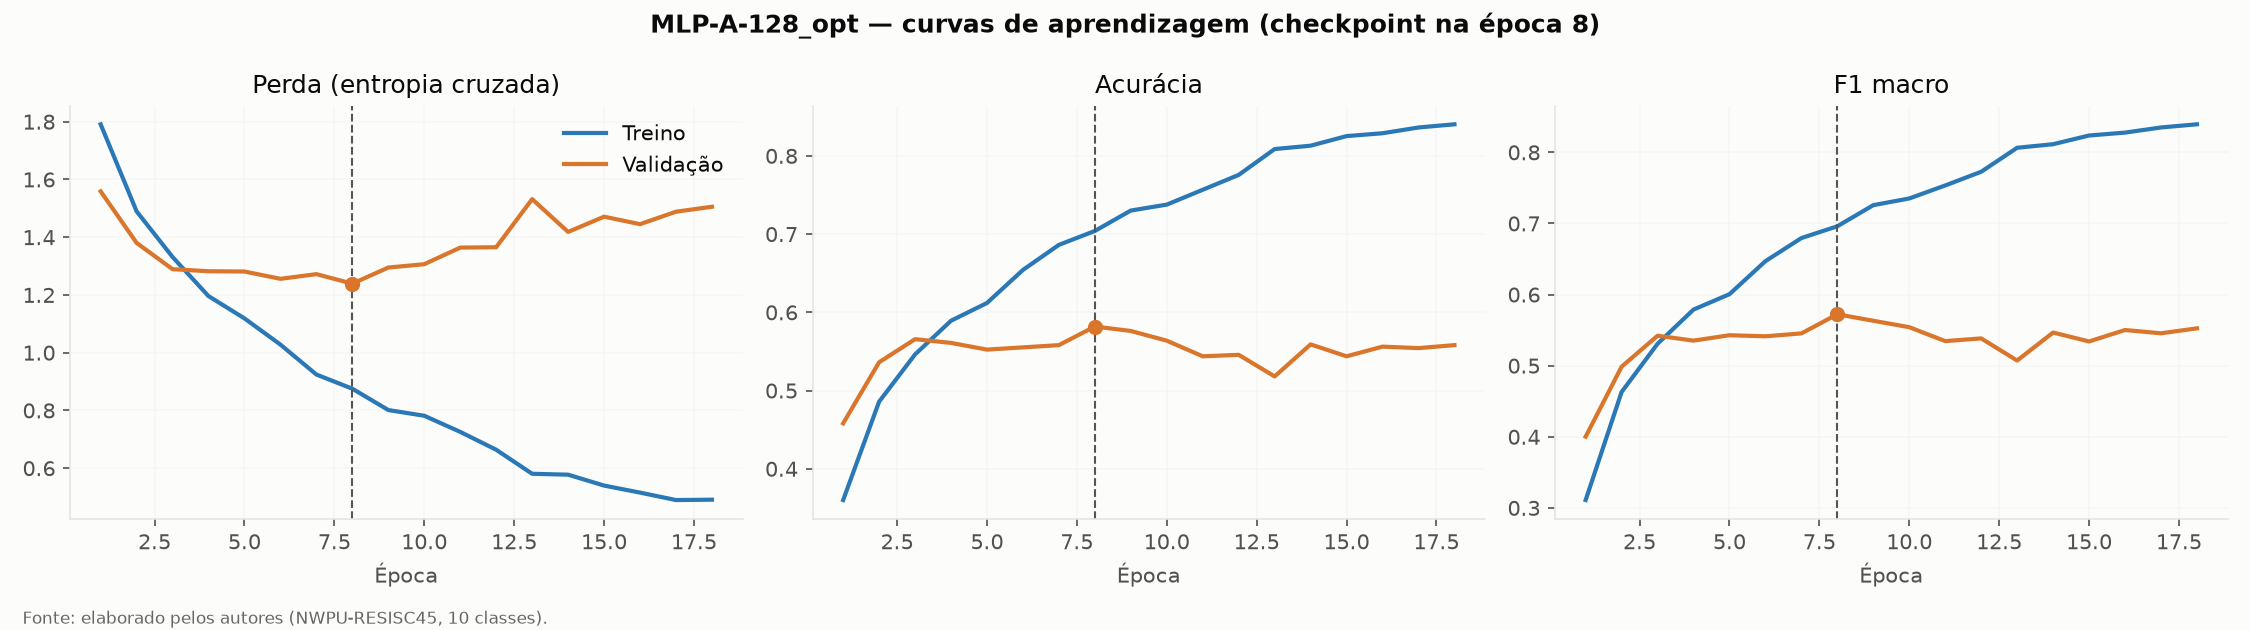 MLP-A-128_opt — curvas de aprendizagem (checkpoint na época 8)
Perda (entropia cruzada)
1.8
1.6
1.4
1.2
1.0
0.8
0.6
Treino
Validação
2.5 5.0 7.5 10.0 12.5 15.0 17.5
Época
Acurácia
0.8
0.7
0.6
0.5
0.4
2.5 5.0 7.5 10.0 12.5 15.0 17.5
Época
F1 macro
0.8
0.7
0.6
0.5
0.4
0.3
2.5 5.0 7.5 10.0 12.5 15.0 17.5
Época
Fonte: elaborado pelos autores (NWPU-RESISC45, 10 classes).